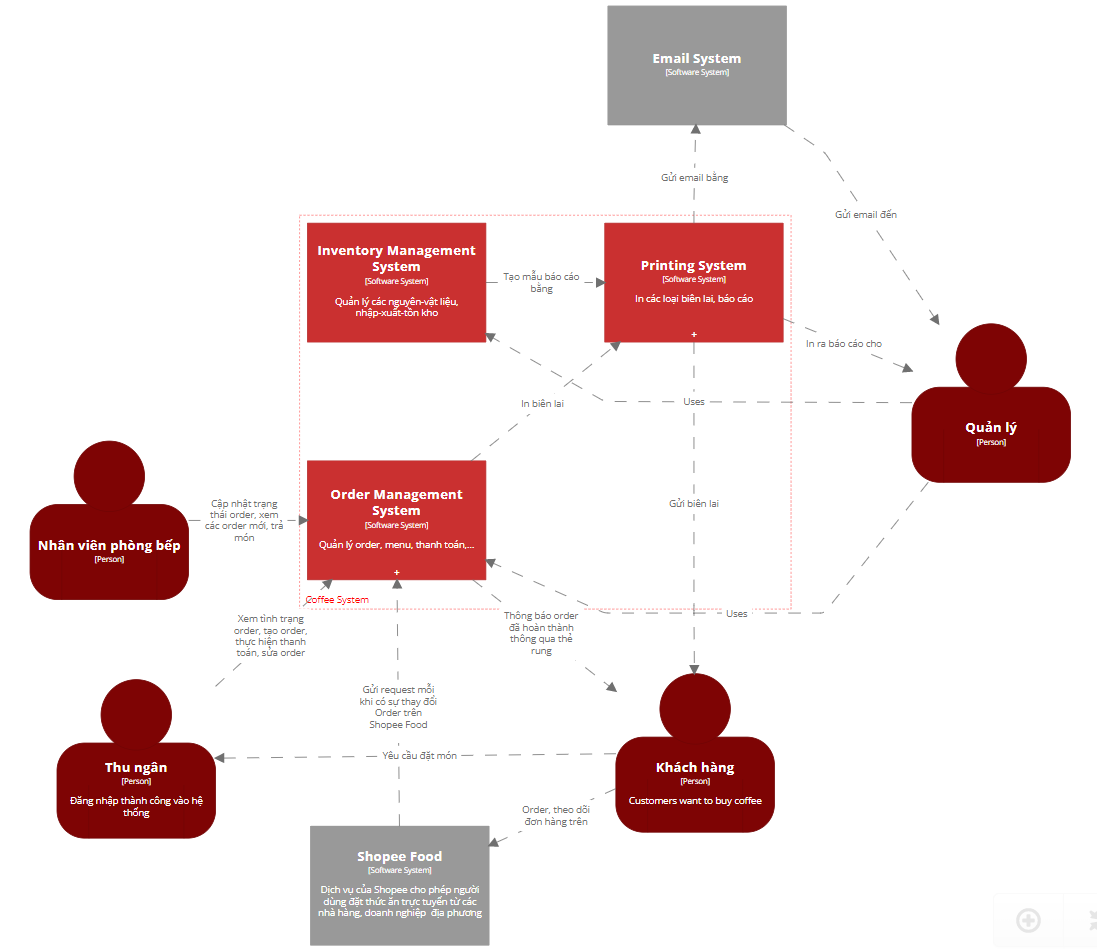 Email System
[Software System]
Gửi email bằng
Gửi email đến
Inventory Management
System
[Software System]
Quản lý các nguyên-vật liệu,
nhập-xuất-tồn kho
Tạo mẫu báo cáo
bằng
Printing System
[Software System]
In các loại biên lai, báo cáo
+
In ra báo cáo cho
In biên lai
Uses
Quản lý
[Person]
Nhân viên phòng bếp
[Person]
Cập nhật trạng
thái order, xem
các order mới, trả
món
Order Management
System
[Software System]
Quản lý order, menu, thanh toán,...
+
Gửi biên lai
Coffee System
Xem tình trạng
order, tạo order,
thực hiện thanh
toán, sửa order
Thông báo order
đã hoàn thành
thông qua thẻ
rung
Uses
Gửi request mỗi
khi có sự thay đổi
Order trên
Shopee Food
Yêu cầu đặt món
Thu ngân
[Person]
Đăng nhập thành công vào hệ
thống
Khách hàng
[Person]
Customers want to buy coffee
Order, theo dõi
đơn hàng trên
Shopee Food
[Software System]
Dịch vụ của Shopee cho phép người
dùng đặt thức ăn trực tuyến từ các
nhà hàng, doanh nghiệp địa phương